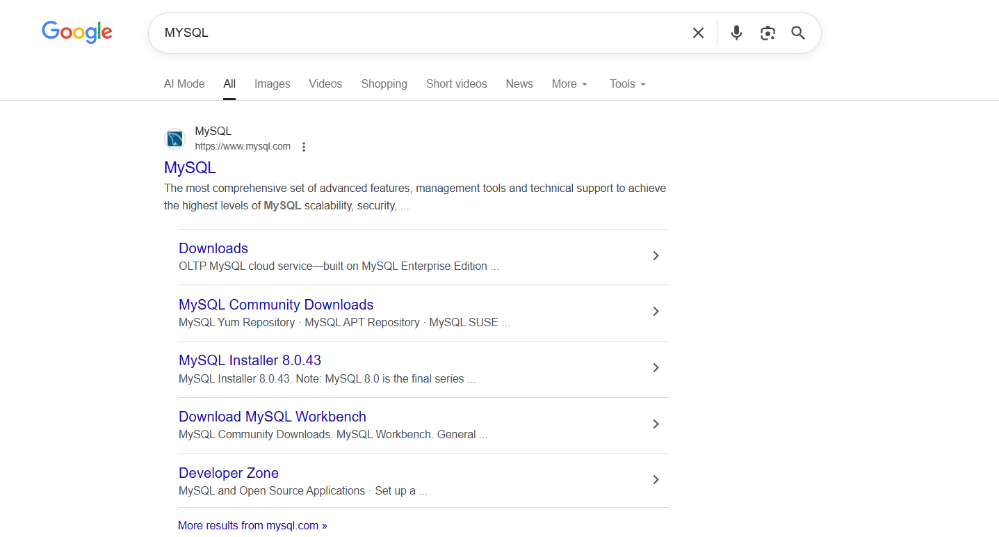 Google
MYSQL
AI Mode All Images Videos Shopping Short videos News More Tools
MySQL
https://www.mysql.com
MySQL
The most comprehensive set of advanced features, management tools and technical support to achieve
the highest levels of MySQL scalability, security, ...
Downloads
OLTP MySQL cloud service—built on MySQL Enterprise Edition ...
MySQL Community Downloads
MySQL Yum Repository · MySQL APT Repository · MySQL SUSE ...
MySQL Installer 8.0.43
MySQL Installer 8.0.43. Note: MySQL 8.0 is the final series ...
Download MySQL Workbench
MySQL Community Downloads. MySQL Workbench. General ...
Developer Zone
MySQL and Open Source Applications · Set up a ...
More results from mysql.com »